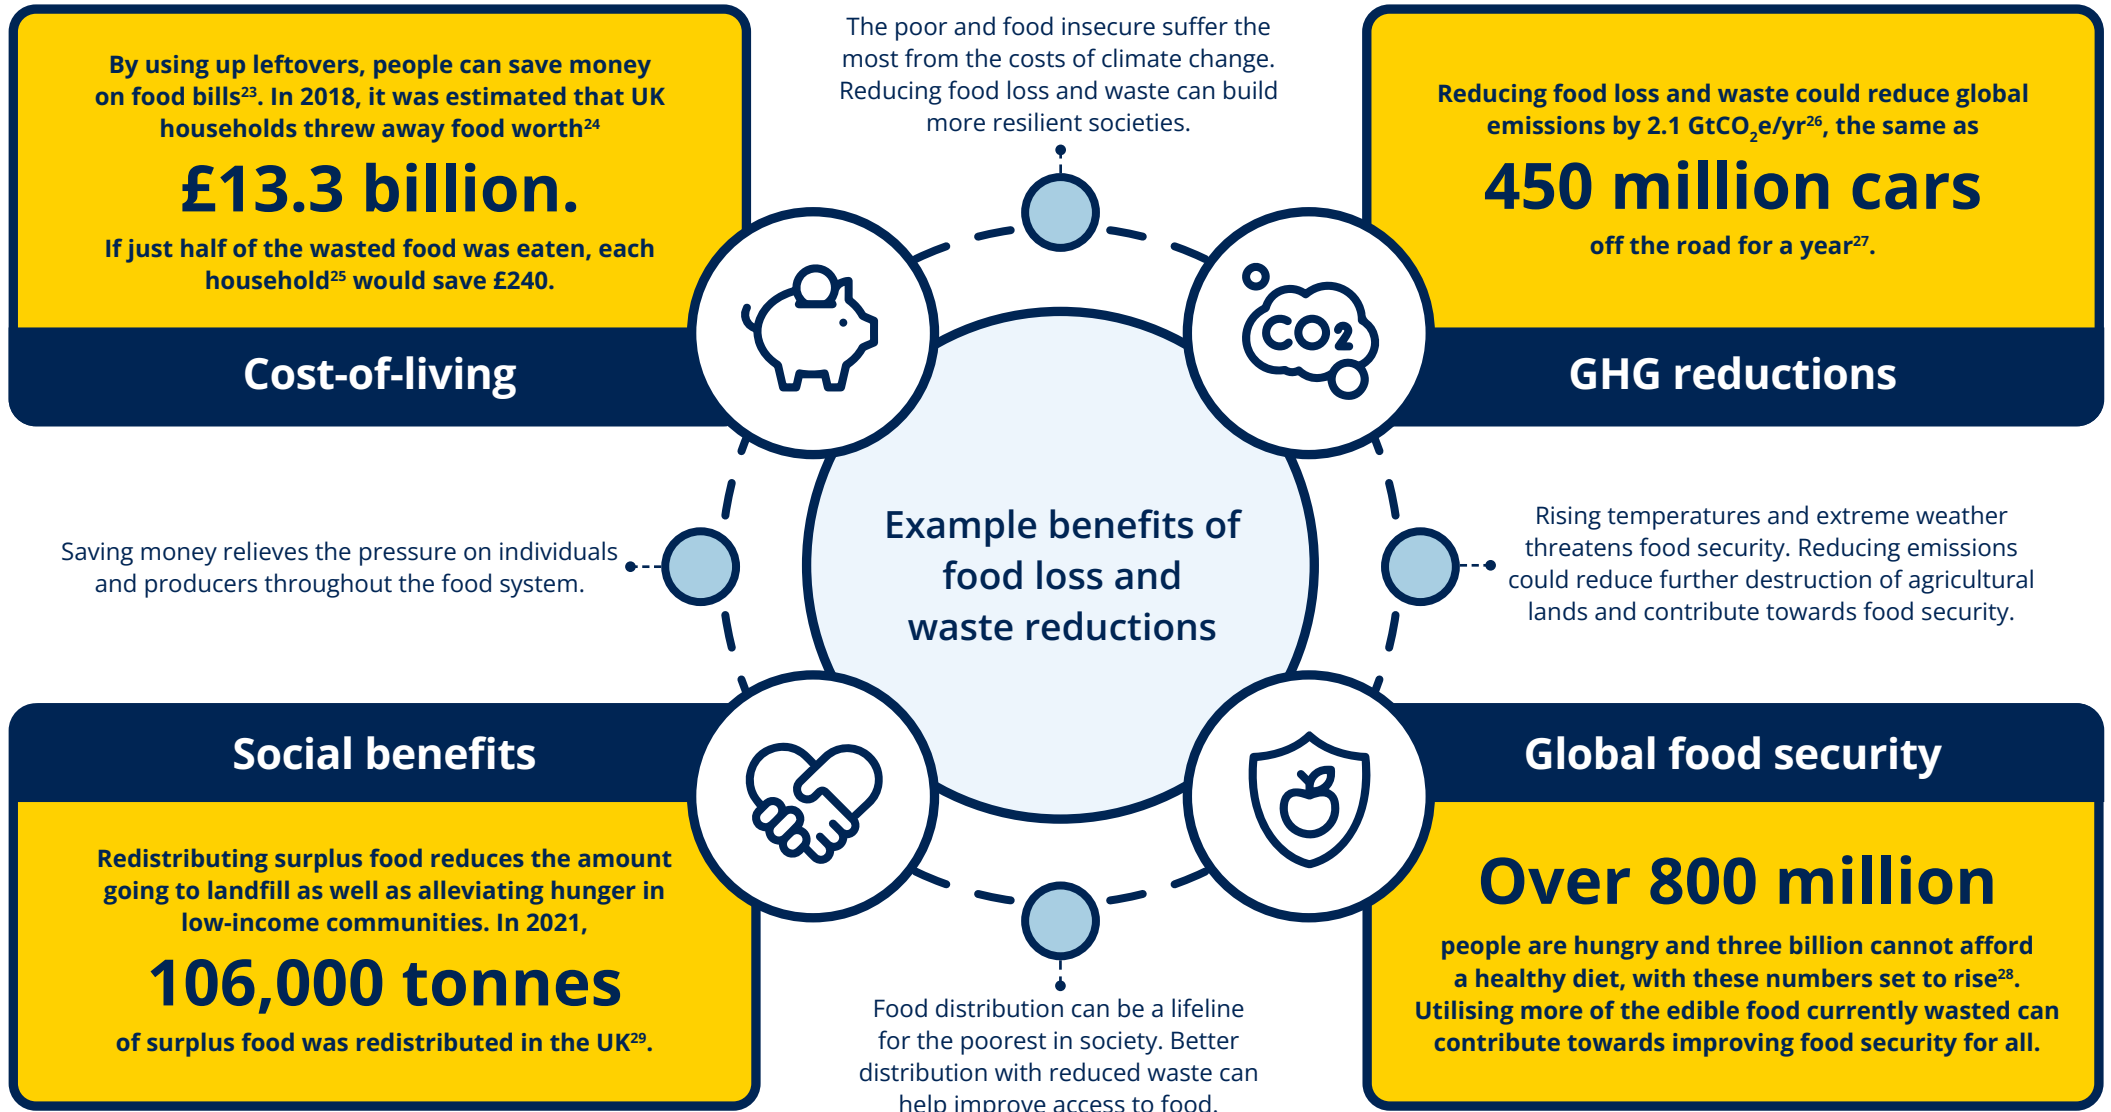 By using up leftovers, people can save money
on food bills²³. In 2018, it was estimated that UK
households threw away food worth²⁴
£13.3 billion.
If just half of the wasted food was eaten, each
household²⁵ would save £240.
Cost-of-living
The poor and food insecure suffer the
most from the costs of climate change.
Reducing food loss and waste can build
more resilient societies.
Reducing food loss and waste could reduce global
emissions by 2.1 GtCO₂e/yr²⁶, the same as
450 million cars
off the road for a year²⁷.
CO2
GHG reductions
Saving money relieves the pressure on individuals
and producers throughout the food system.
Example benefits of
food loss and
waste reductions
Rising temperatures and extreme weather
threatens food security. Reducing emissions
could reduce further destruction of agricultural
lands and contribute towards food security.
Social benefits
Redistributing surplus food reduces the amount
going to landfill as well as alleviating hunger in
low-income communities. In 2021,
106,000 tonnes
of surplus food was redistributed in the UK²⁹.
Food distribution can be a lifeline
for the poorest in society. Better
distribution with reduced waste can
help improve access to food.
Global food security
Over 800 million
people are hungry and three billion cannot afford
a healthy diet, with these numbers set to rise²⁸.
Utilising more of the edible food currently wasted can
contribute towards improving food security for all.